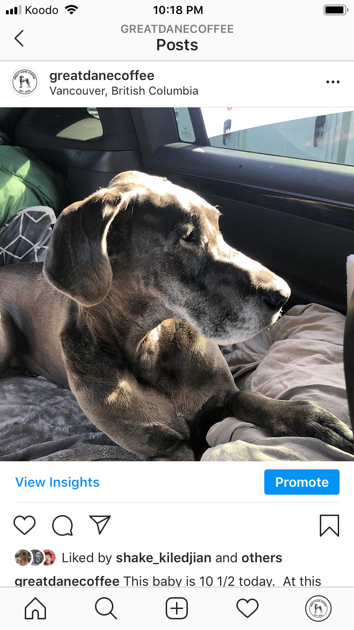 Koodo 10:18 PM
GREATDANECOFFEE
Posts
greatdanecoffee
Vancouver, British Columbia
View Insights
Promote
Liked by shake_kiledjian and others
greatdanecoffee This baby is 10 1/2 today. At this